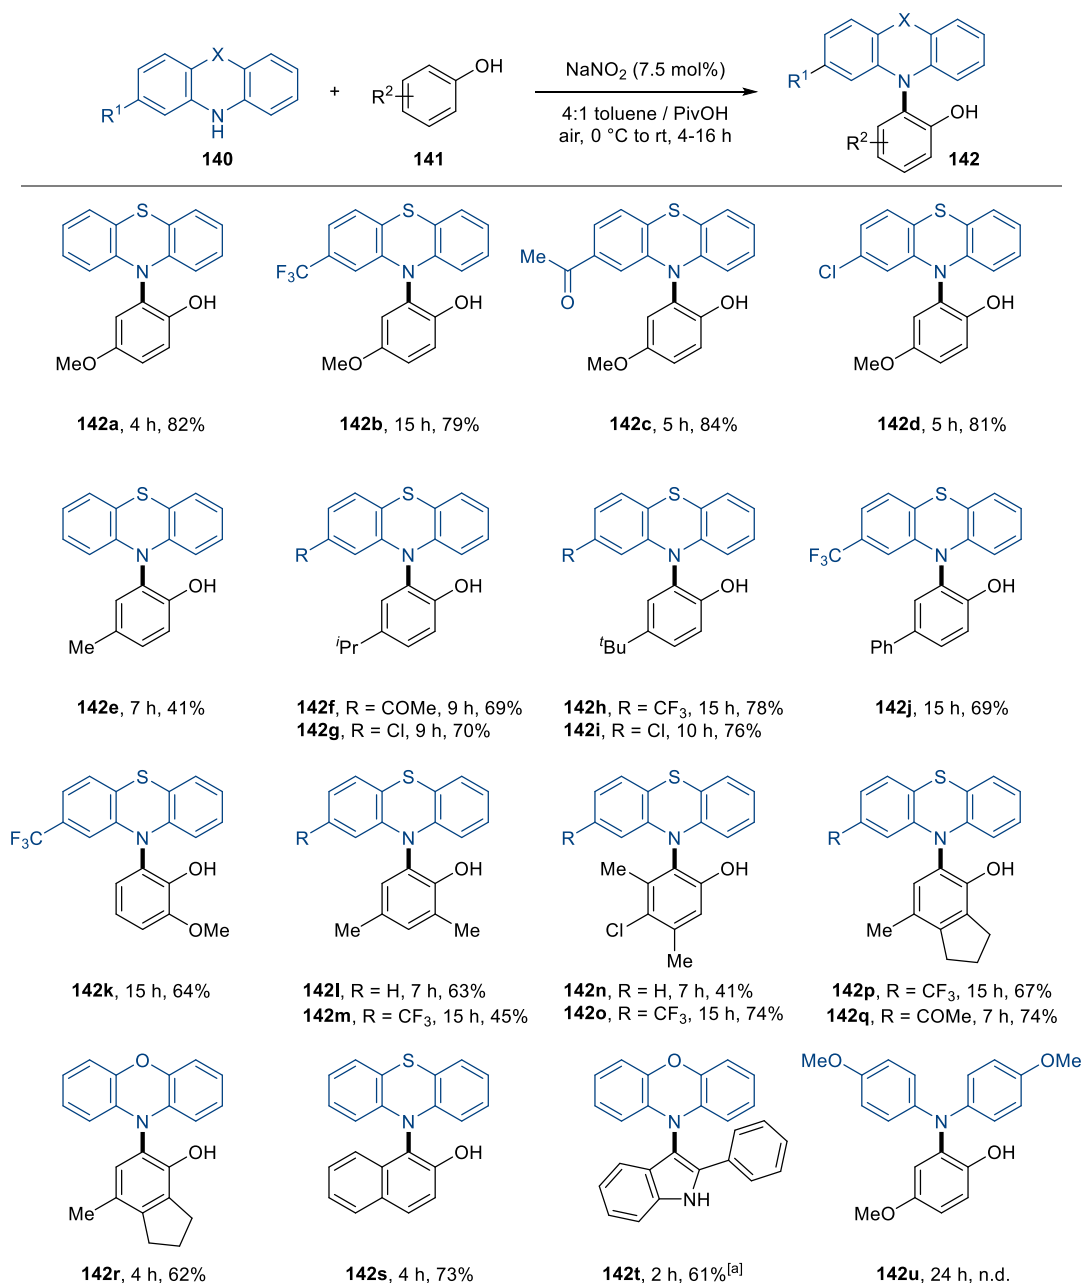 X
R¹
N
H
140
+
R²
OH
141
NaNO₂ (7.5 mol%)
4:1 toluene / PivOH
air, 0 °C to rt, 4-16 h
X
R¹
N
OH
R²
142
S
N
OH
MeO
142a, 4 h, 82%
S
F₃C
N
OH
MeO
142b, 15 h, 79%
S
Me
O
N
OH
MeO
142c, 5 h, 84%
S
Cl
N
OH
MeO
142d, 5 h, 81%
S
N
OH
Me
142e, 7 h, 41%
S
R
N
OH
ⁱPr
142f, R = COMe, 9 h, 69%
142g, R = Cl, 9 h, 70%
S
R
N
OH
ᵗBu
142h, R = CF₃, 15 h, 78%
142i, R = Cl, 10 h, 76%
S
F₃C
N
OH
Ph
142j, 15 h, 69%
S
F₃C
N
OH
OMe
142k, 15 h, 64%
S
R
N
OH
Me
Me
142l, R = H, 7 h, 63%
142m, R = CF₃, 15 h, 45%
S
R
N
Me
OH
Cl
Me
142n, R = H, 7 h, 41%
142o, R = CF₃, 15 h, 74%
S
R
N
OH
Me
142p, R = CF₃, 15 h, 67%
142q, R = COMe, 7 h, 74%
O
N
OH
Me
142r, 4 h, 62%
S
N
OH
142s, 4 h, 73%
O
N
NH
142t, 2 h, 61%[a]
MeO
OMe
N
OH
MeO
142u, 24 h, n.d.